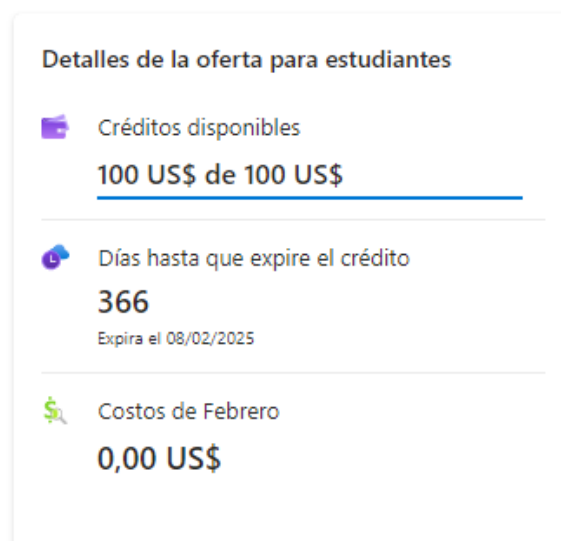 Detalles de la oferta para estudiantes
Créditos disponibles
100 US$ de 100 US$
Días hasta que expire el crédito
366
Expira el 08/02/2025
Costos de Febrero
0,00 US$